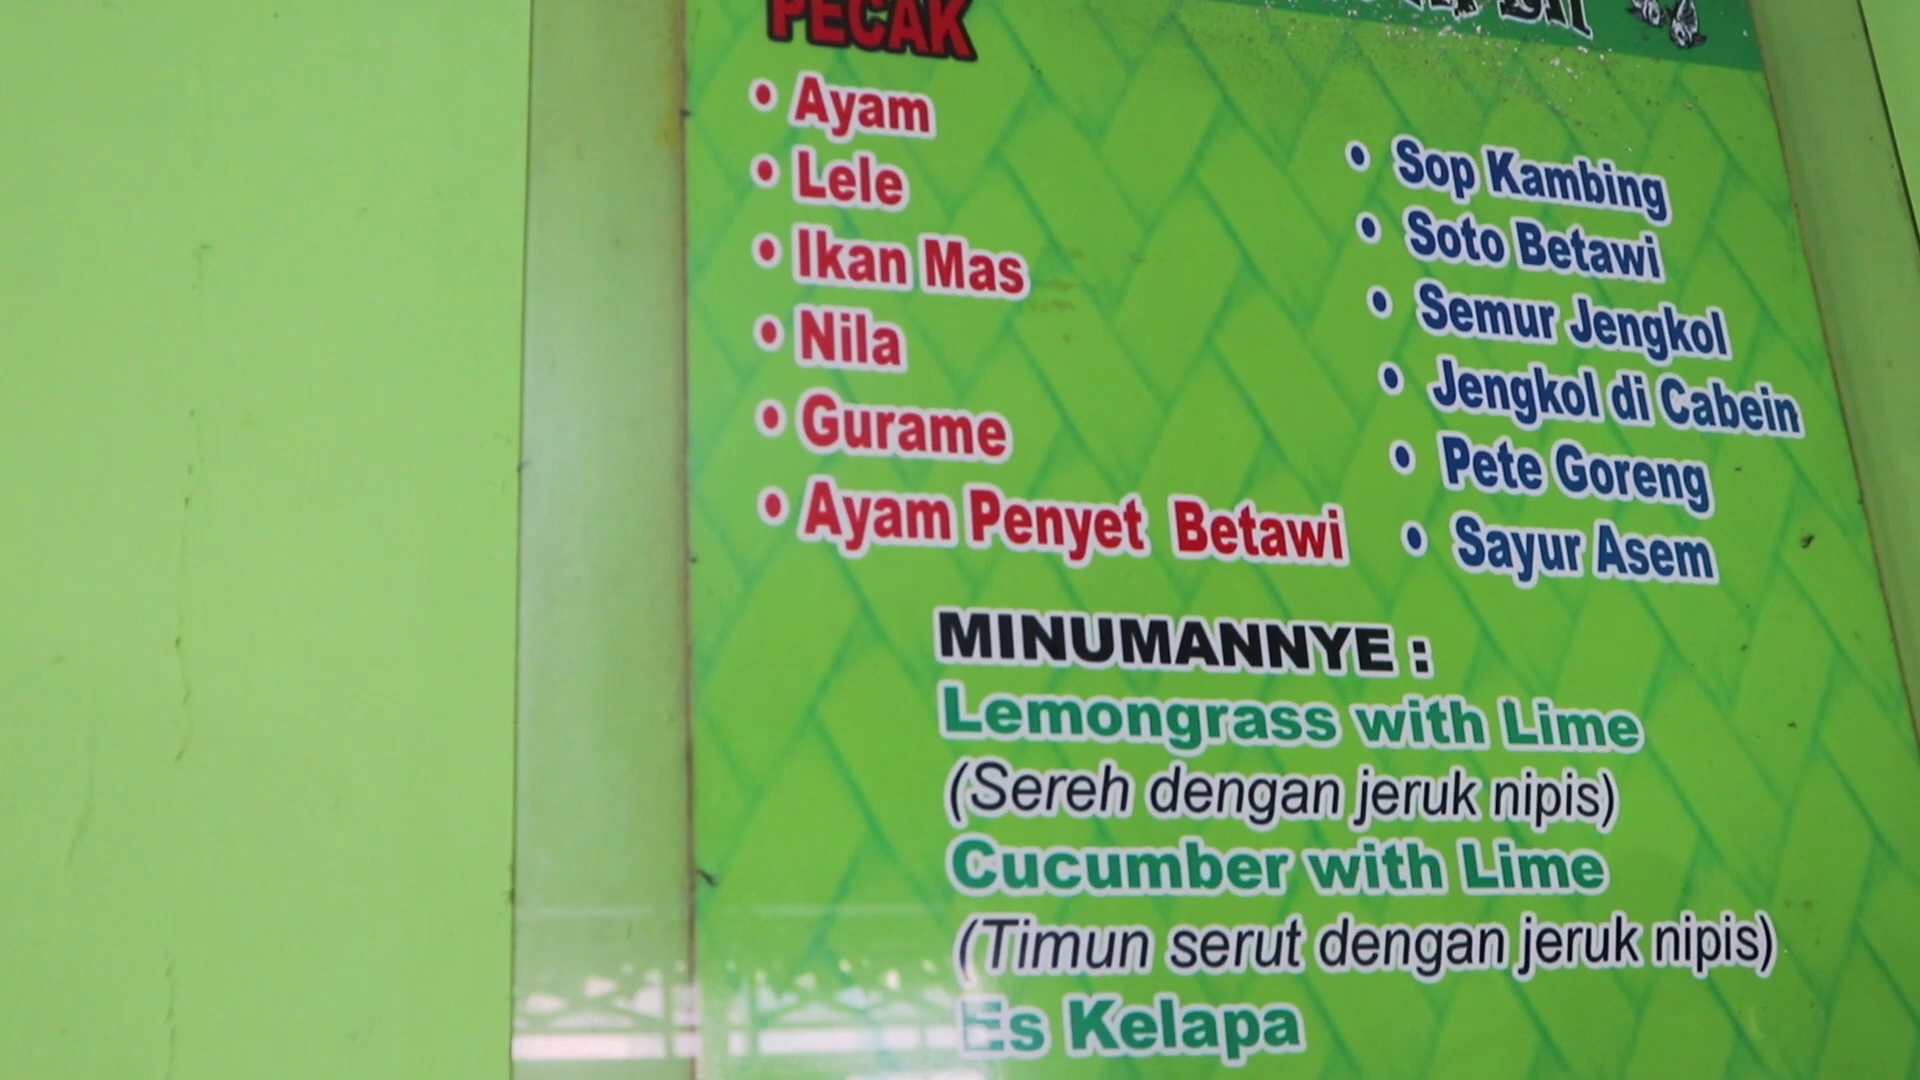 PECAK
• Ayam
• Lele
• Ikan Mas
• Nila
• Gurame
• Ayam Penyet Betawi
• Sop Kambing
• Soto Betawi
• Semur Jengkol
• Jengkol di Cabein
• Pete Goreng
• Sayur Asem
MINUMANNYE :
Lemongrass with Lime
(Sereh dengan jeruk nipis)
Cucumber with Lime
(Timun serut dengan jeruk nipis)
Es Kelapa